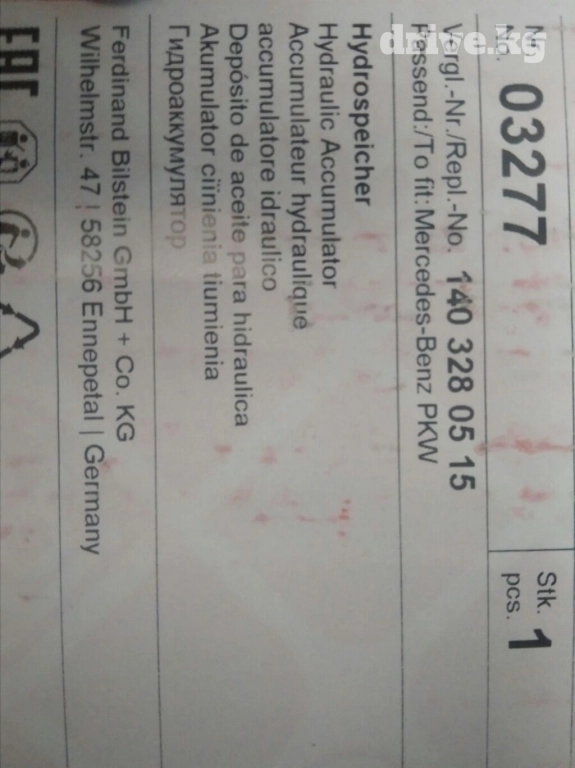 drive.kg
Nr.
No. 03277
Stk.
pcs. 1
Vergl.-Nr./Repl.-No. 140 328 05 15
Passend:/To fit: Mercedes-Benz PKW
Hydrospeicher
Hydraulic Accumulator
Accumulateur hydraulique
accumulatore idraulico
Depósito de aceite para hidraulica
Akumulator ciïnienia tiumienia
Гидроаккумулятор
Ferdinand Bilstein GmbH + Co. KG
Wilhelmstr. 47 | 58256 Ennepetal | Germany
EAC